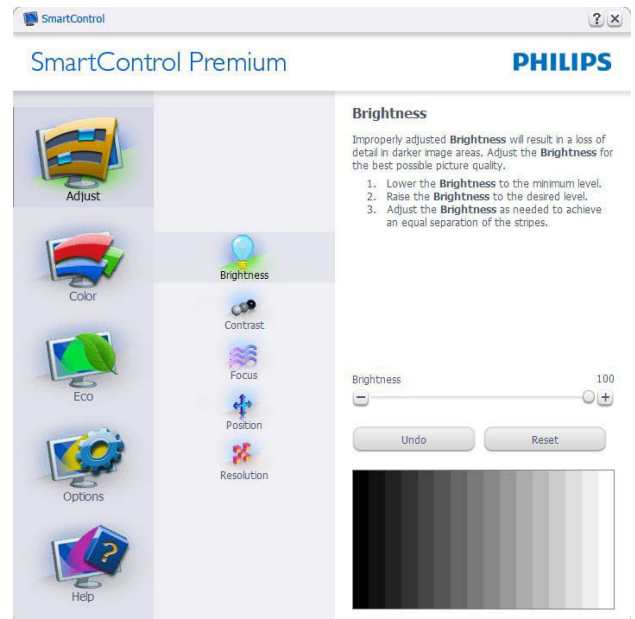 SmartControl
? x
SmartControl Premium
PHILIPS
Adjust
Color
Eco
Options
Help
Brightness
Contrast
Focus
Position
Resolution
Brightness
Improperly adjusted Brightness will result in a loss of
detail in darker image areas. Adjust the Brightness for
the best possible picture quality.
1. Lower the Brightness to the minimum level.
2. Raise the Brightness to the desired level.
3. Adjust the Brightness as needed to achieve
an equal separation of the stripes.
Brightness 100
Undo Reset